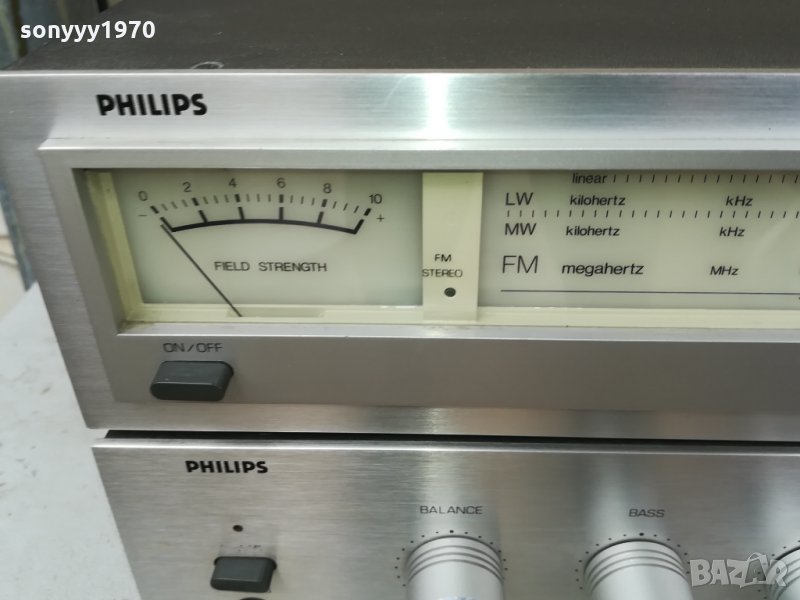 sonyyy1970
PHILIPS
0 2 4 6 8 10
- +
FIELD STRENGTH
FM
STEREO
linear
LW kilohertz kHz
MW kilohertz kHz
FM megahertz MHz
ON/OFF
PHILIPS
BALANCE
BASS
BAZAR